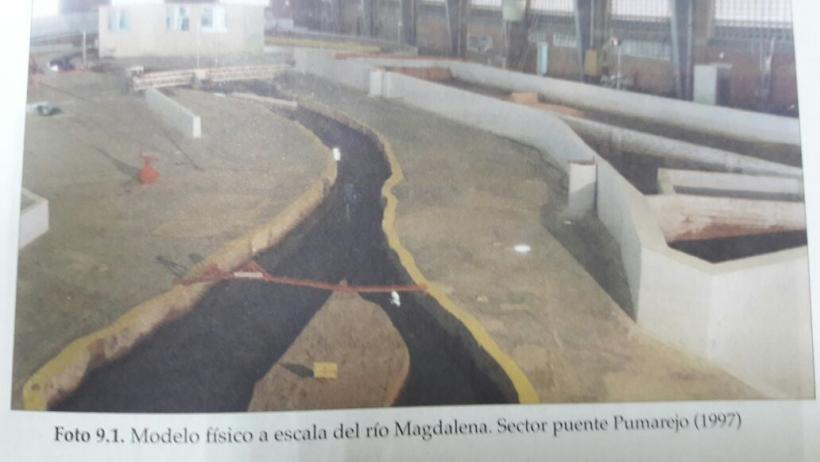 Foto 9.1. Modelo físico a escala del río Magdalena. Sector puente Pumarejo (1997)